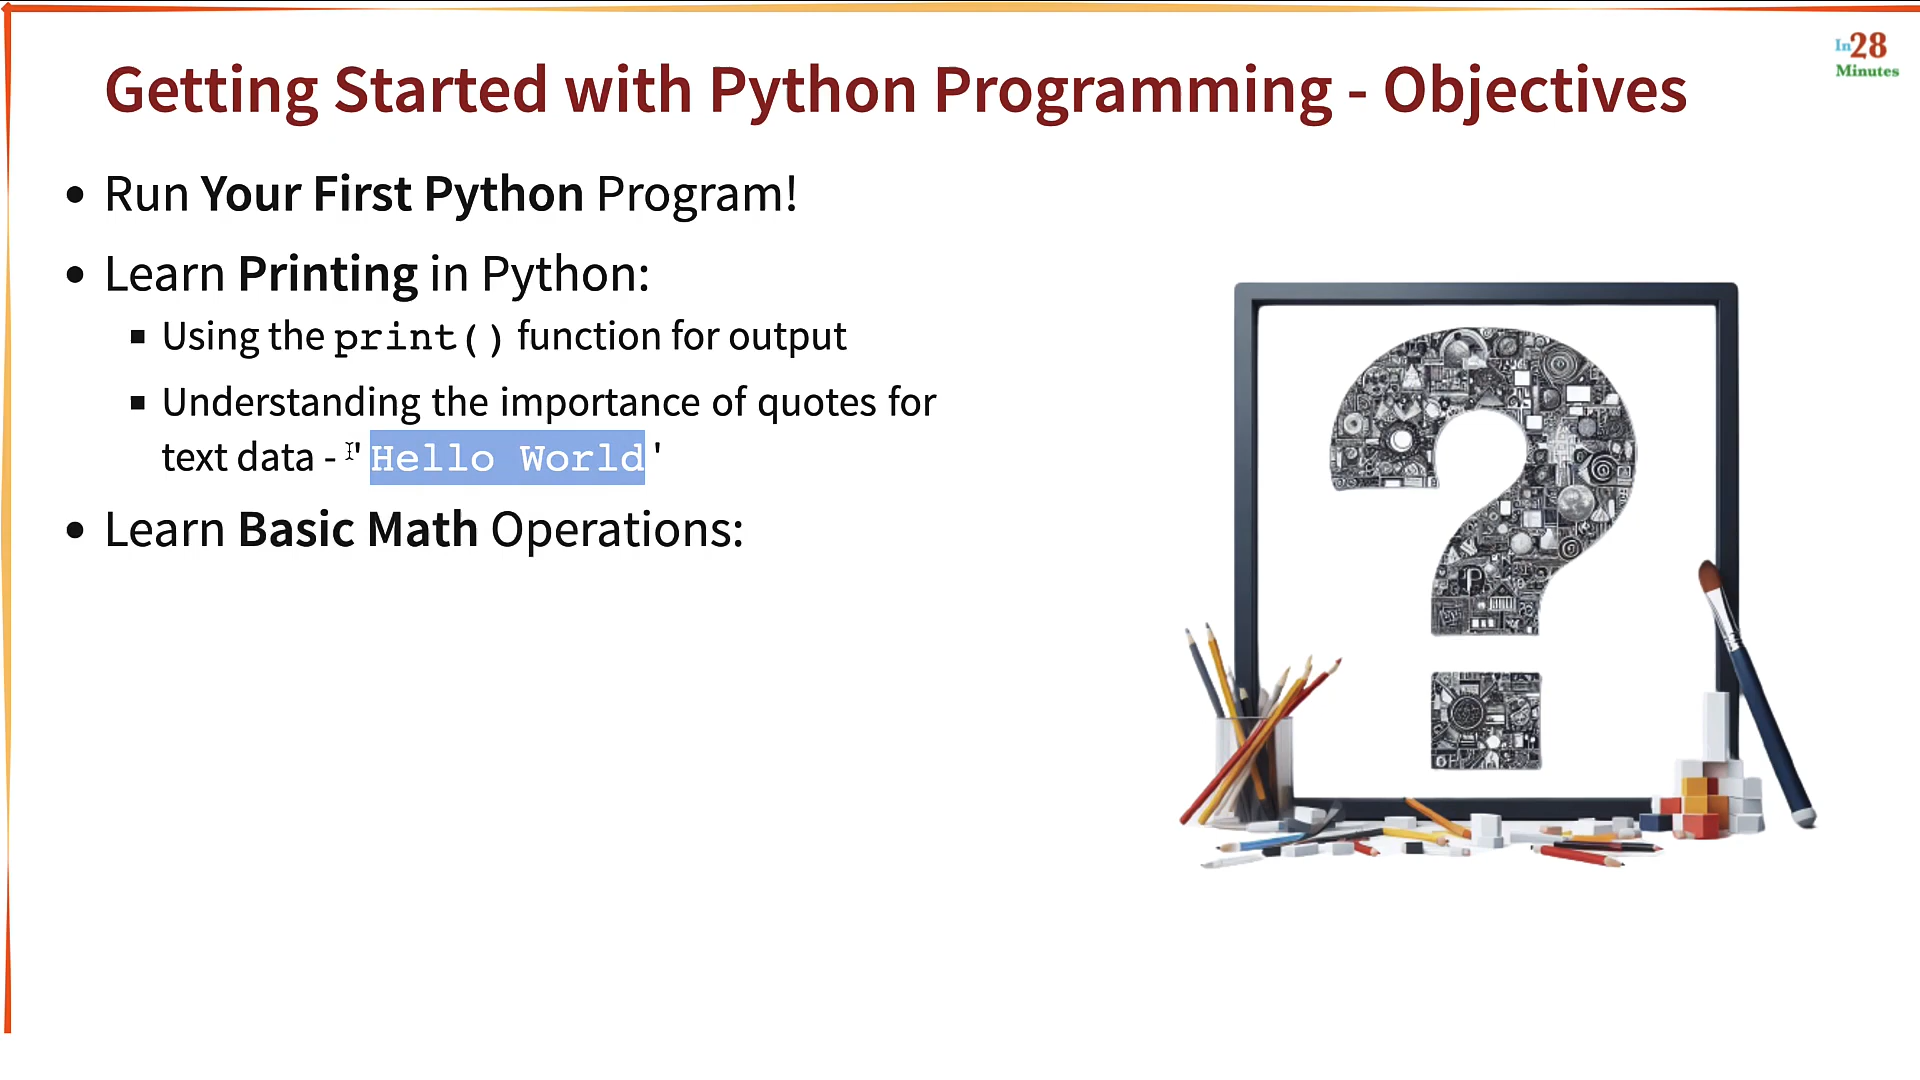 Getting Started with Python Programming - Objectives
In28
Minutes
• Run Your First Python Program!
• Learn Printing in Python:
▪ Using the print() function for output
▪ Understanding the importance of quotes for
text data - 'Hello World'
• Learn Basic Math Operations: